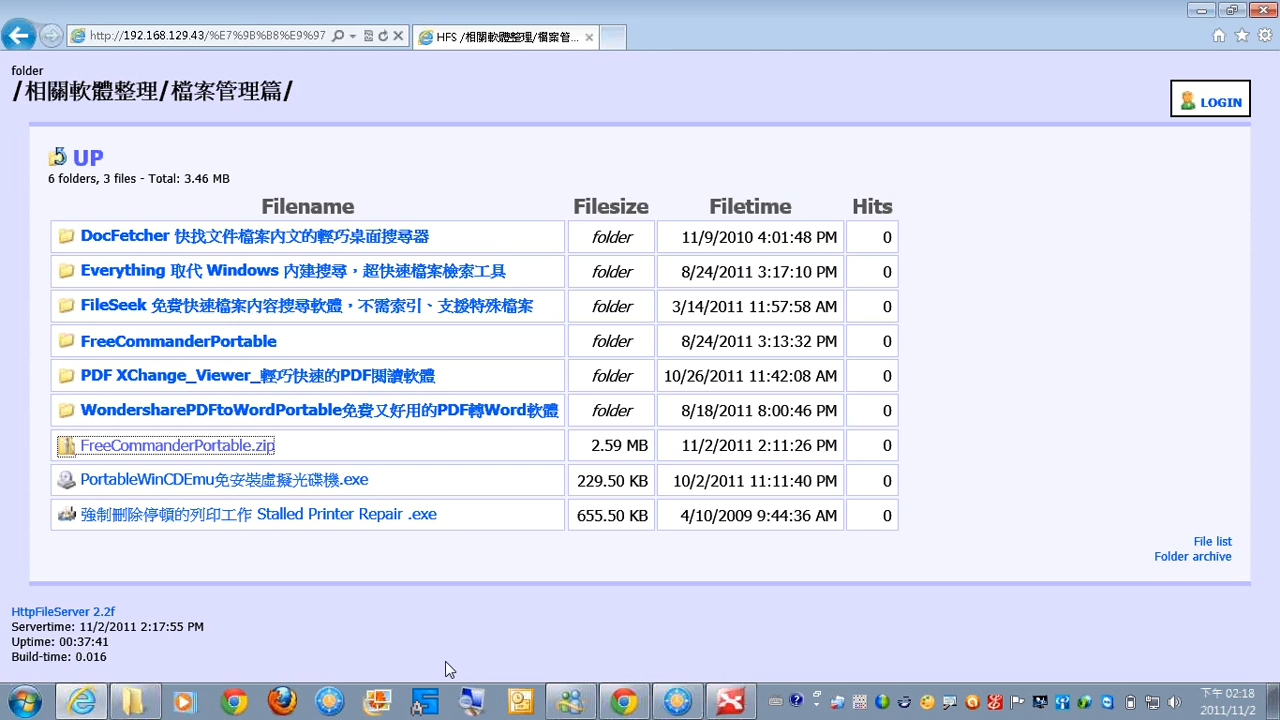 http://192.168.129.43/%E7%9B%B8%E9%97
HFS /相關軟體整理/檔案管...
folder
/相關軟體整理/檔案管理篇/
LOGIN
UP
6 folders, 3 files - Total: 3.46 MB
Filename Filesize Filetime Hits
DocFetcher 快找文件檔案內文的輕巧桌面搜尋器 folder 11/9/2010 4:01:48 PM 0
Everything 取代 Windows 內建搜尋，超快速檔案檢索工具 folder 8/24/2011 3:17:10 PM 0
FileSeek 免費快速檔案內容搜尋軟體，不需索引、支援特殊檔案 folder 3/14/2011 11:57:58 AM 0
FreeCommanderPortable folder 8/24/2011 3:13:32 PM 0
PDF XChange_Viewer_輕巧快速的PDF閱讀軟體 folder 10/26/2011 11:42:08 AM 0
WondersharePDFtoWordPortable免費又好用的PDF轉Word軟體 folder 8/18/2011 8:00:46 PM 0
FreeCommanderPortable.zip 2.59 MB 11/2/2011 2:11:26 PM 0
PortableWinCDEmu免安裝虛擬光碟機.exe 229.50 KB 10/2/2011 11:11:40 PM 0
強制刪除停頓的列印工作 Stalled Printer Repair .exe 655.50 KB 4/10/2009 9:44:36 AM 0
File list
Folder archive
HttpFileServer 2.2f
Servertime: 11/2/2011 2:17:55 PM
Uptime: 00:37:41
Build-time: 0.016
下午 02:18
2011/11/2